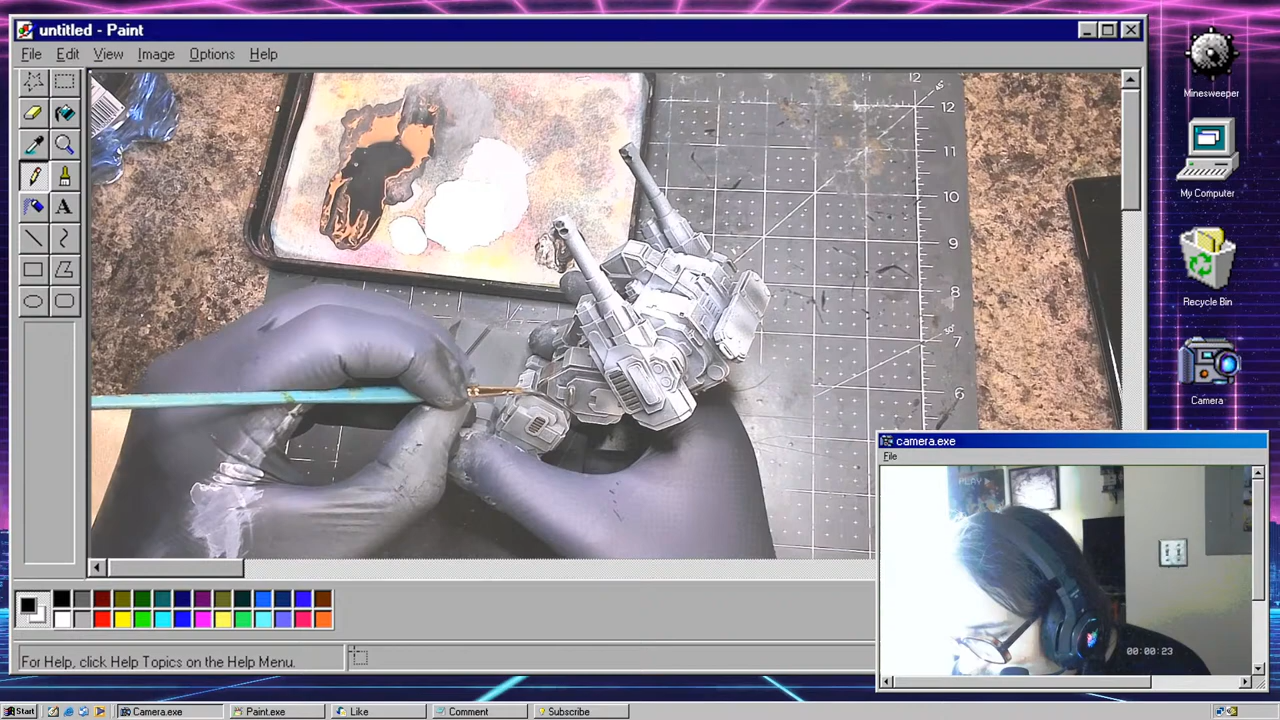 untitled - Paint
File Edit View Image Options Help
12
12
11
10
9
8
7
6
Minesweeper
My Computer
Recycle Bin
Camera
camera.exe
File
PLAY
00:00:23
For Help, click Help Topics on the Help Menu.
Start Camera.exe Paint.exe Like Comment Subscribe